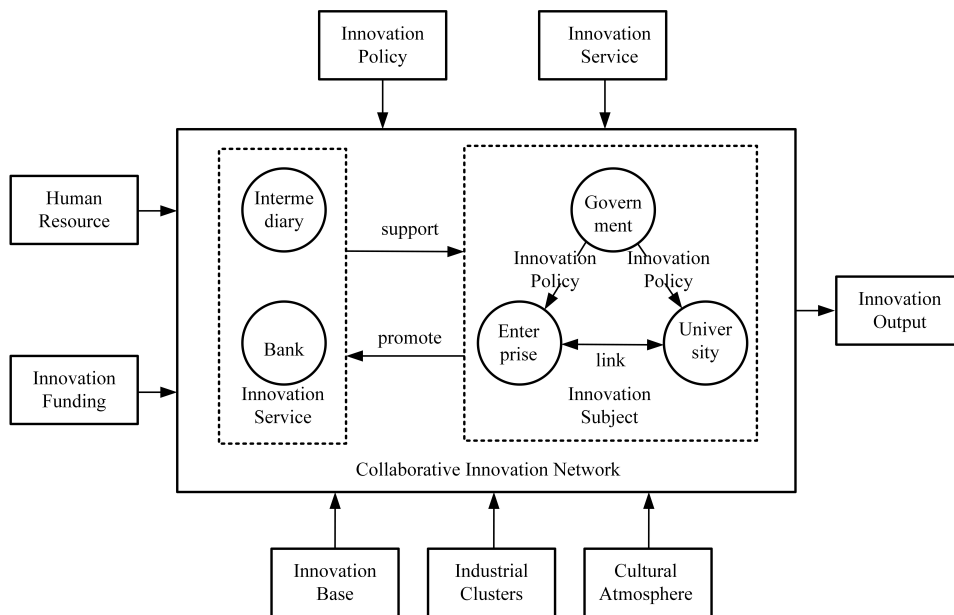 Innovation
Policy
Innovation
Service
Human
Resource
Innovation
Funding
Interme
diary
Bank
Innovation
Service
support
promote
Govern
ment
Innovation
Policy
Innovation
Policy
Enter
prise
link
Univer
sity
Innovation
Subject
Collaborative Innovation Network
Innovation
Output
Innovation
Base
Industrial
Clusters
Cultural
Atmosphere